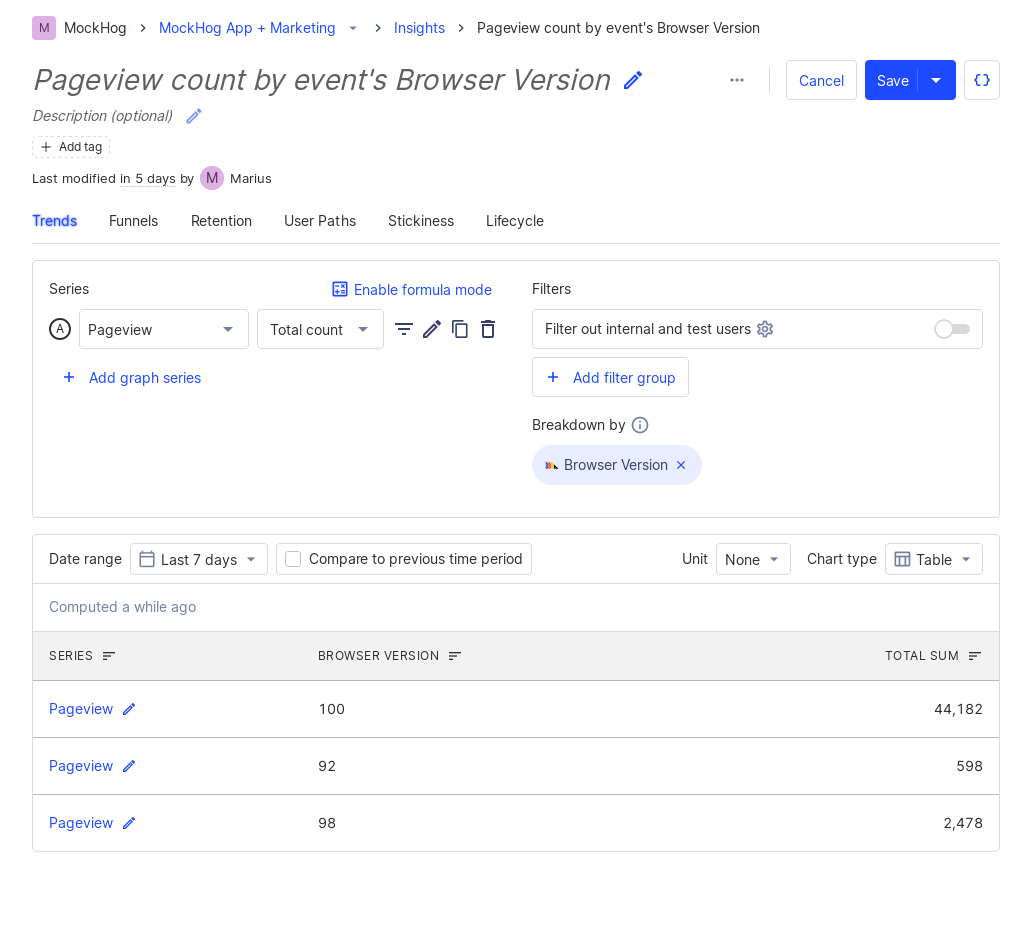 M MockHog MockHog App + Marketing Insights Pageview count by event's Browser Version
Pageview count by event's Browser Version
Cancel Save
Description (optional)
Add tag
Last modified in 5 days by M Marius
Trends Funnels Retention User Paths Stickiness Lifecycle
Series Enable formula mode Filters
A Pageview Total count Filter out internal and test users
Add graph series Add filter group
Breakdown by
Browser Version
Date range Last 7 days Compare to previous time period Unit None Chart type Table
Computed a while ago
SERIES BROWSER VERSION TOTAL SUM
Pageview 100 44,182
Pageview 92 598
Pageview 98 2,478